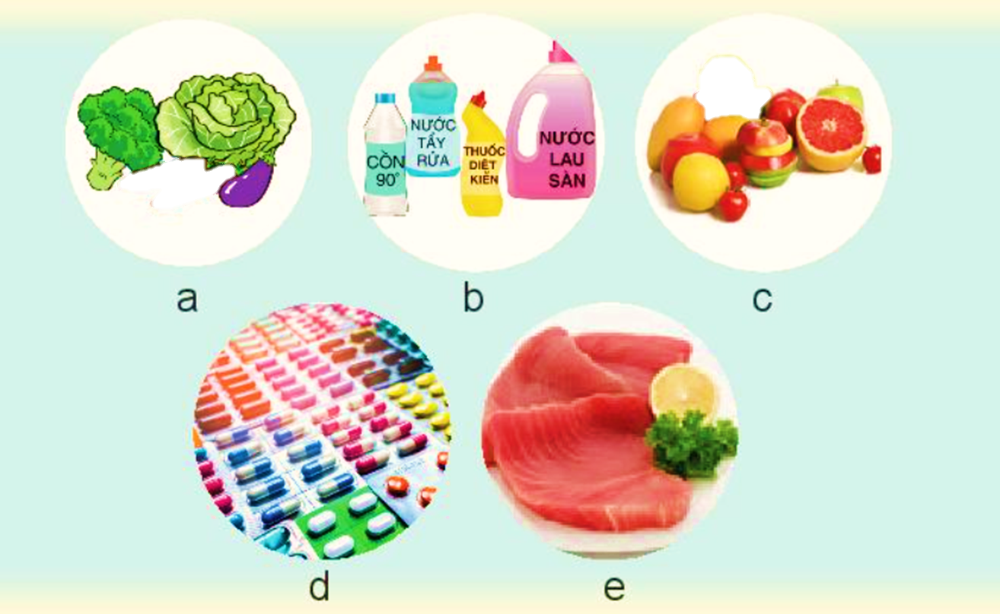 CỒN
90°
NƯỚC
TẨY
RỬA
THUỐC
DIỆT
KIẾN
NƯỚC
LAU
SÀN
a
b
c
d
e